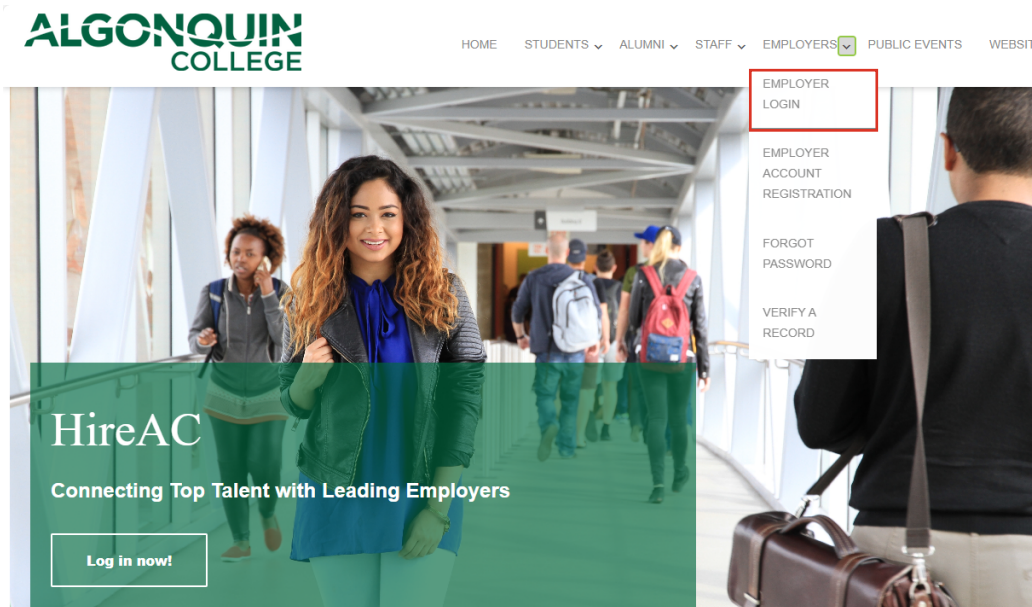 ALGONQUIN
COLLEGE
HOME STUDENTS ALUMNI STAFF EMPLOYERS PUBLIC EVENTS WEBSIT
EMPLOYER
LOGIN
EMPLOYER
ACCOUNT
REGISTRATION
FORGOT
PASSWORD
VERIFY A
RECORD
HireAC
Connecting Top Talent with Leading Employers
Log in now!